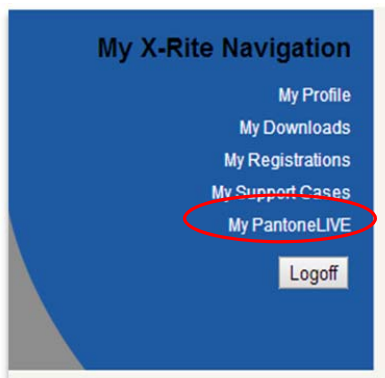 My X-Rite Navigation
My Profile
My Downloads
My Registrations
My Support Cases
My PantoneLIVE
Logoff